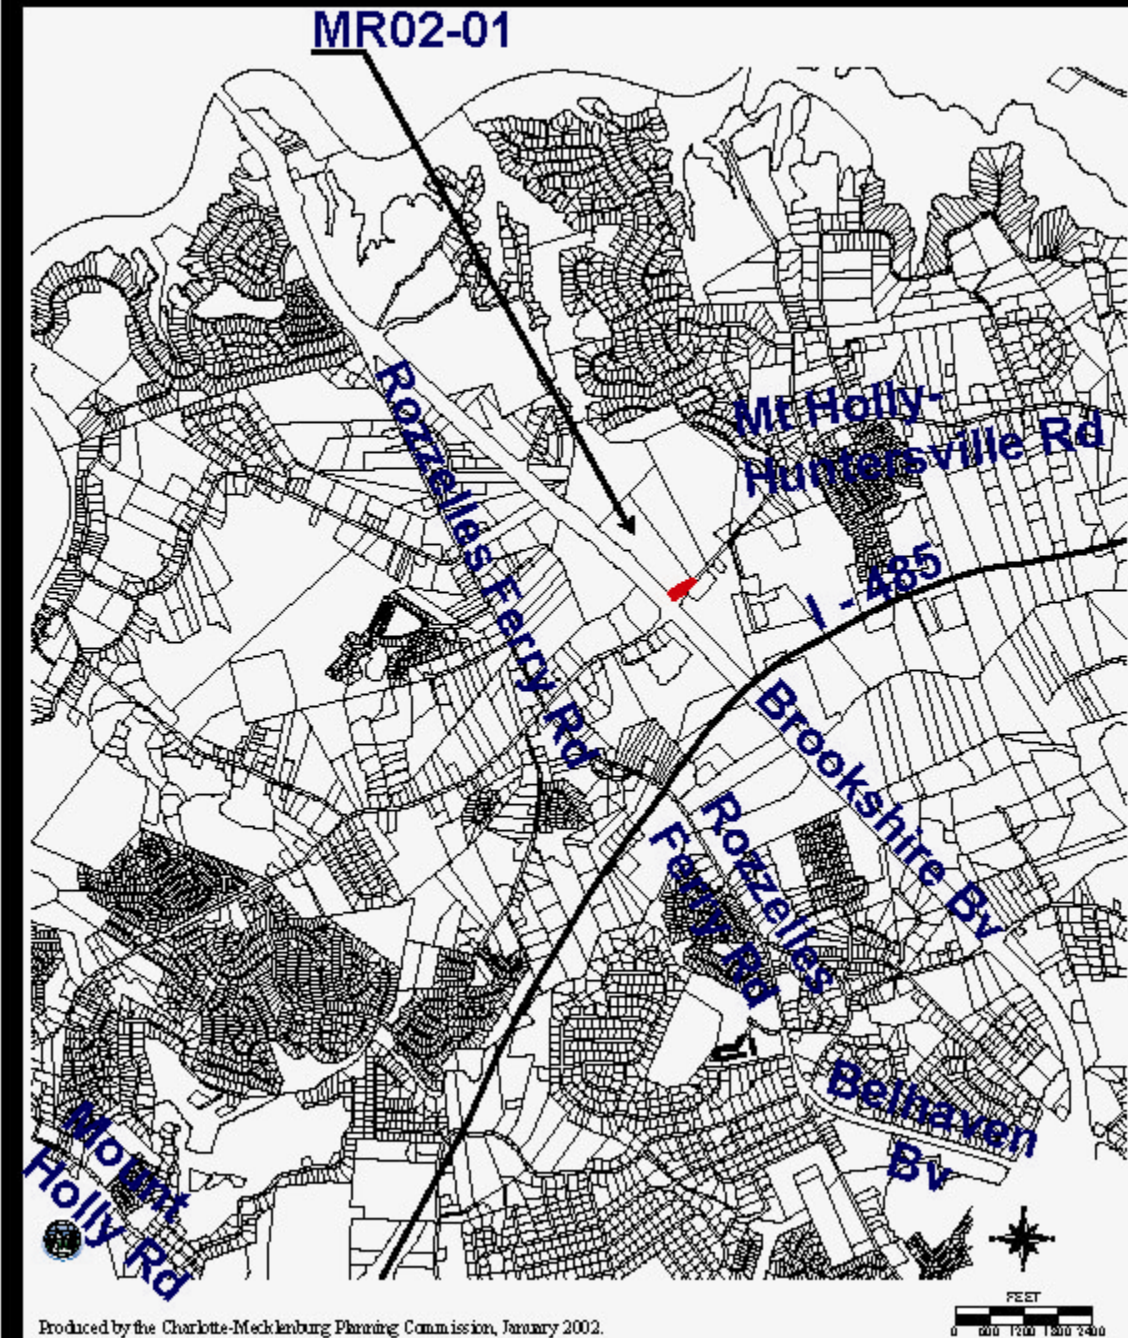 MR02-01
Rozzelles Ferry Rd
Mt Holly-
Huntersville Rd
I - 485
Brookshire Bv
Rozzelles
Ferry Rd
Belhaven
Bv
Mount
Holly Rd
FEET
0 600 1200 1800 2400
Produced by the Charlotte-Mecklenburg Planning Commission, January 2002.